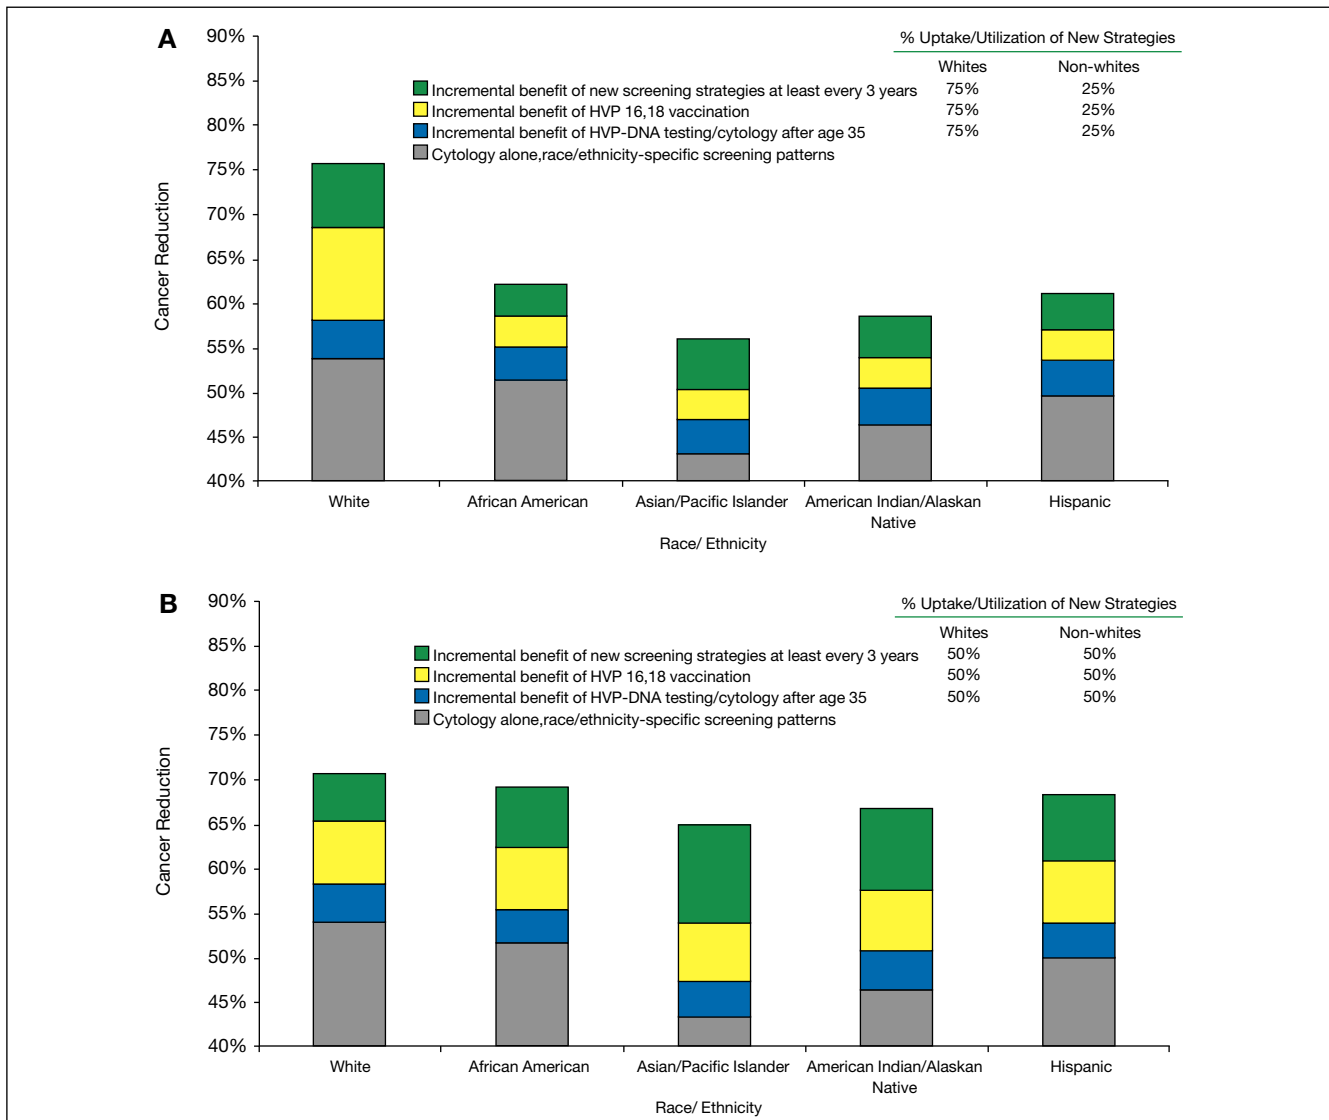 A
90%
85%
80%
75%
70%
65%
60%
55%
50%
45%
40%
Cancer Reduction
% Uptake/Utilization of New Strategies
Whites Non-whites
Incremental benefit of new screening strategies at least every 3 years 75% 25%
Incremental benefit of HVP 16,18 vaccination 75% 25%
Incremental benefit of HVP-DNA testing/cytology after age 35 75% 25%
Cytology alone,race/ethnicity-specific screening patterns
White African American Asian/Pacific Islander American Indian/Alaskan Hispanic
Native
Race/ Ethnicity
B
90%
85%
80%
75%
70%
65%
60%
55%
50%
45%
40%
Cancer Reduction
% Uptake/Utilization of New Strategies
Whites Non-whites
Incremental benefit of new screening strategies at least every 3 years 50% 50%
Incremental benefit of HVP 16,18 vaccination 50% 50%
Incremental benefit of HVP-DNA testing/cytology after age 35 50% 50%
Cytology alone,race/ethnicity-specific screening patterns
White African American Asian/Pacific Islander American Indian/Alaskan Hispanic
Native
Race/ Ethnicity